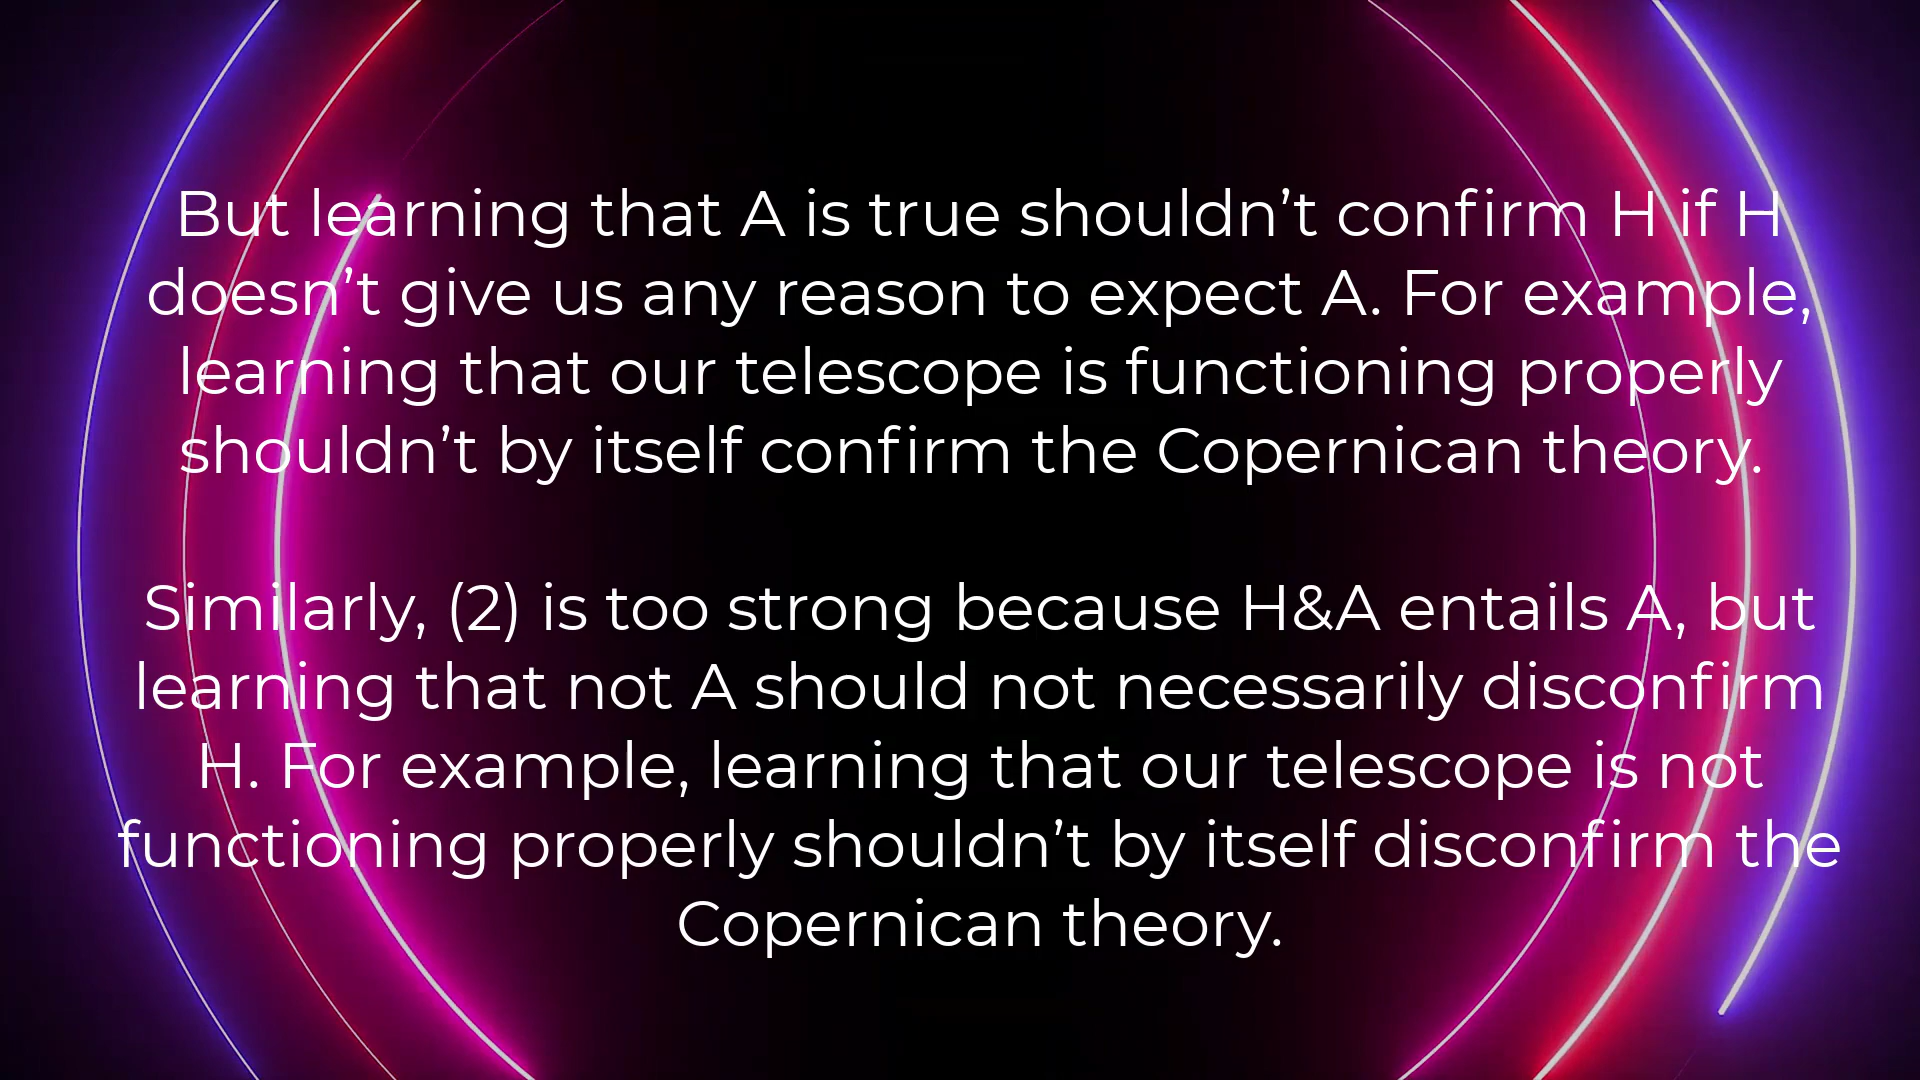 But learning that A is true shouldn’t confirm H if H
doesn’t give us any reason to expect A. For example,
learning that our telescope is functioning properly
shouldn’t by itself confirm the Copernican theory.
Similarly, (2) is too strong because H&A entails A, but
learning that not A should not necessarily disconfirm
H. For example, learning that our telescope is not
functioning properly shouldn’t by itself disconfirm the
Copernican theory.